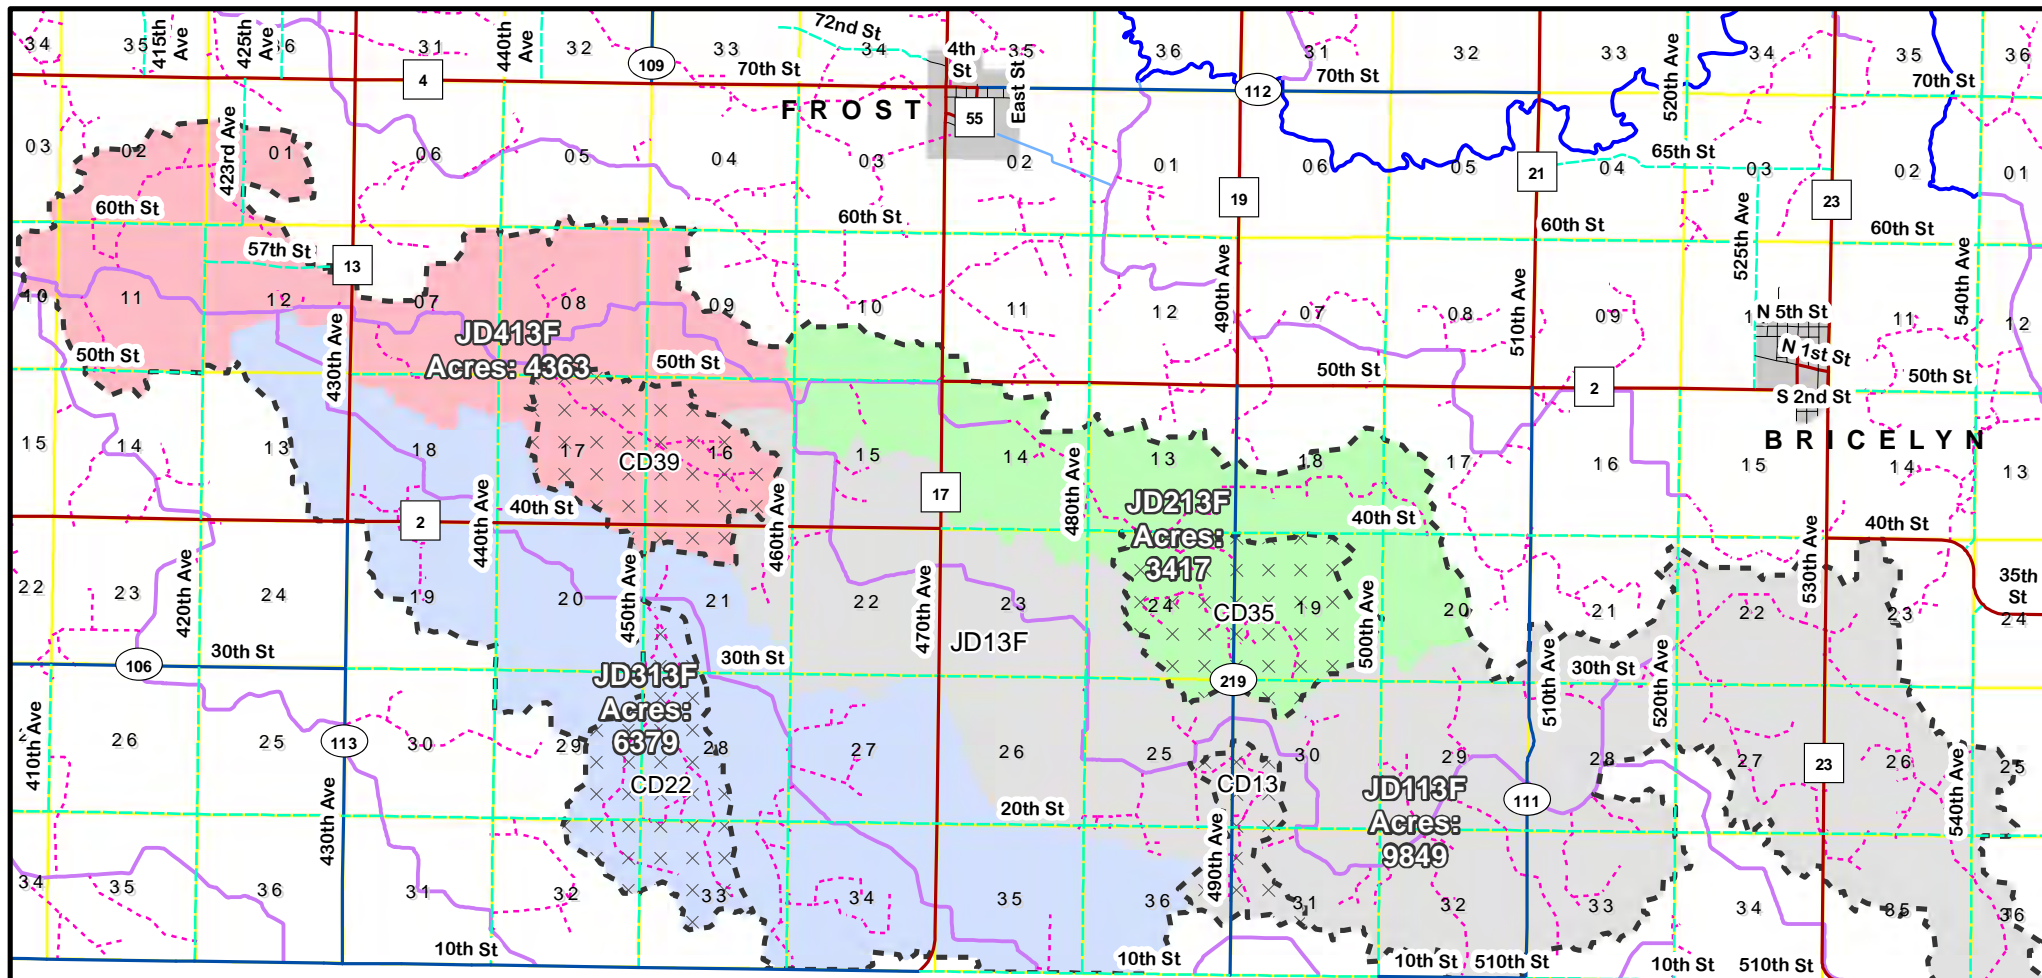 34 35 415th Ave 425th Ave 36 31 440th Ave 32 109 33 72nd St 34 4th St 35 East St 36 31 32 33 520th Ave 34 35 36
4 70th St 112 70th St 70th St
FROST 55
03 02 423rd Ave 01 06 05 04 03 02 01 06 05 21 04 65th St 03 02 01
60th St 13 60th St 19 60th St 525th Ave 23 60th St
57th St
10 11 12 07 08 09 10 11 12 490th Ave 07 08 510th Ave 09 N 5th St 11 540th Ave 12
JD413F
Acres: 4363
50th St 430th Ave 50th St 50th St 2 N 1st St 50th St
S 2nd St
BRICELYN
15 14 13 18 17 CD39 16 15 14 480th Ave 13 18 17 16 15 14 13
2 440th Ave 40th St 460th Ave 17 40th St 530th Ave 40th St
JD213F
Acres:
3417
22 23 420th Ave 24 19 20 450th Ave 21 22 470th Ave 23 24 CD35 19 500th Ave 20 21 22 23 35th St 24
JD13F
106 30th St 30th St 219 510th Ave 30th St 520th Ave
JD313F
Acres:
6379
410th Ave 26 25 113 30 29 28 27 26 25 30 29 28 27 23 26 25
CD22 CD13
JD113F
Acres:
9849
430th Ave 20th St 490th Ave 111 540th Ave
34 35 36 31 32 33 34 35 36 31 32 33 34 35 36
10th St 10th St 10th St 510th St 10th St 510th St